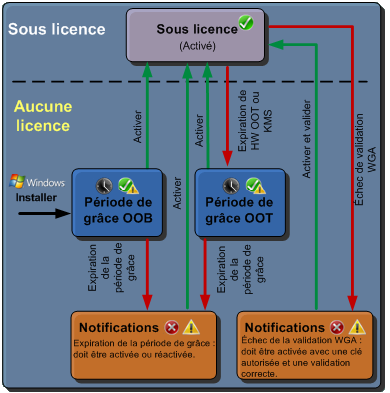 Sous licence
Sous licence
(Activé)
Aucune
licence
Activer
Activer
Activer
Expiration de
HW OOT ou
KMS
Activer et valider
Échec de validation
WGA
Windows
Installer
Période de
grâce OOB
Période de
grâce OOT
Expiration
de la
période de
grâce
Expiration
de la
période de
grâce
Notifications
Expiration de la période de grâce :
doit être activée ou réactivée.
Notifications
Échec de la validation WGA :
doit être activée avec une clé
autorisée et une validation
correcte.